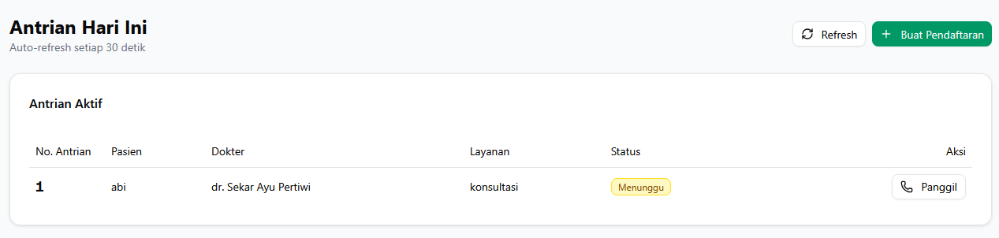 Antrian Hari Ini
Auto-refresh setiap 30 detik
Refresh
Buat Pendaftaran
Antrian Aktif
No. Antrian Pasien Dokter Layanan Status Aksi
1 abi dr. Sekar Ayu Pertiwi konsultasi Menunggu Panggil